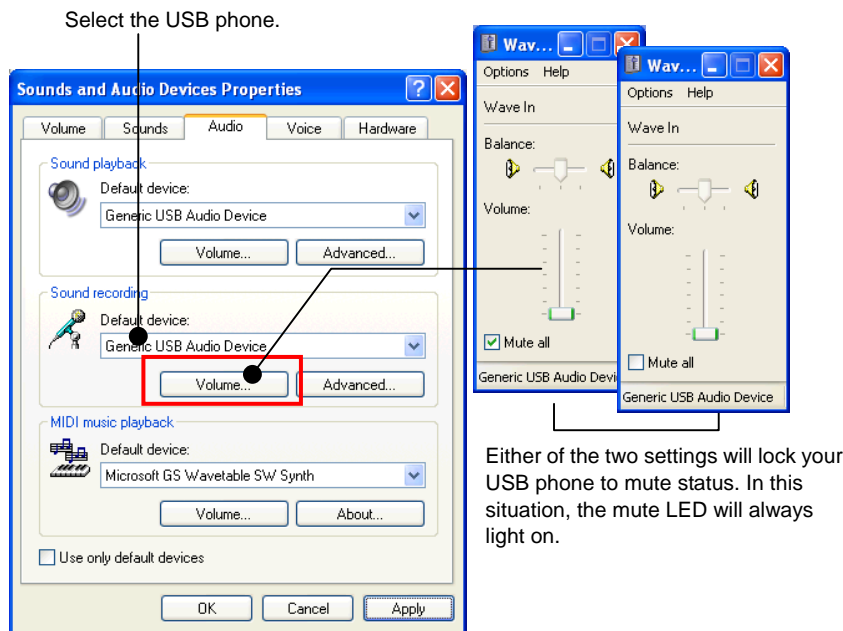 Select the USB phone.
Sounds and Audio Devices Properties
Volume Sounds Audio Voice Hardware
Sound playback
Default device:
Generic USB Audio Device
Volume... Advanced...
Sound recording
Default device:
Generic USB Audio Device
Volume... Advanced...
MIDI music playback
Default device:
Microsoft GS Wavetable SW Synth
Volume... About...
Use only default devices
OK Cancel Apply
Wav...
Options Help
Wave In
Balance:
Volume:
Mute all
Generic USB Audio Devi
Wav...
Options Help
Wave In
Balance:
Volume:
Mute all
Generic USB Audio Device
Either of the two settings will lock your
USB phone to mute status. In this
situation, the mute LED will always
light on.